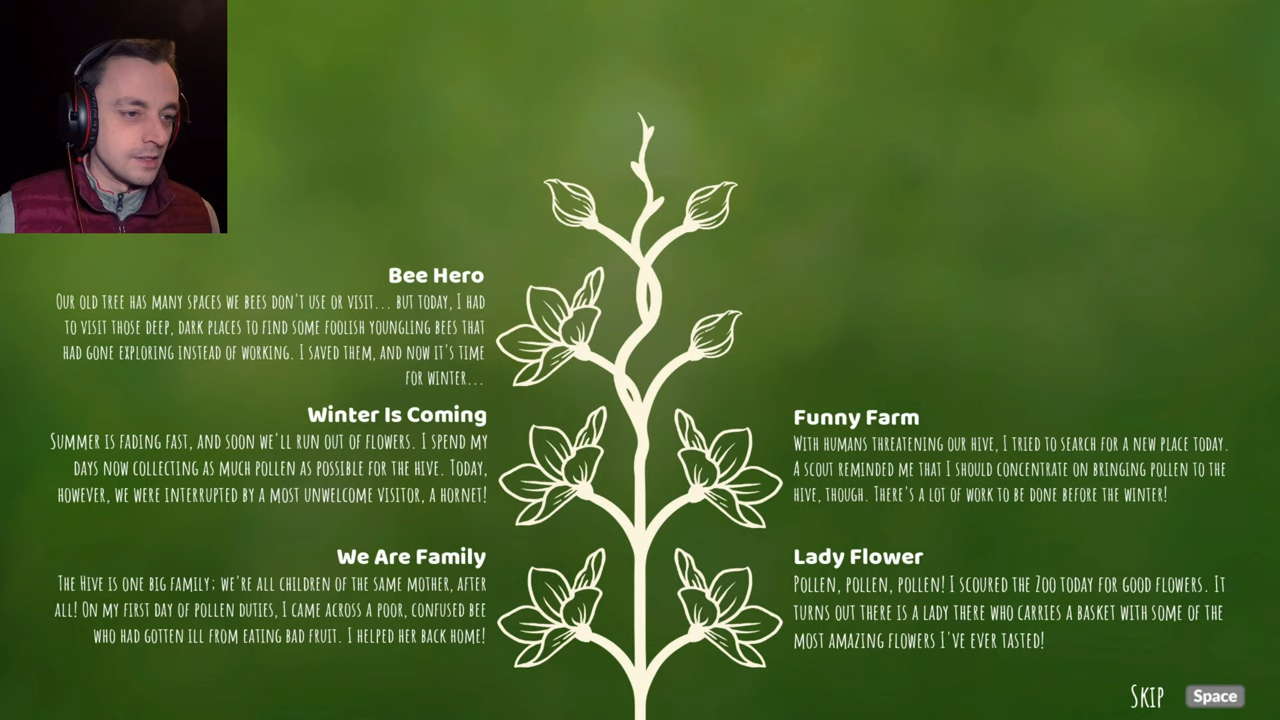 Bee Hero
Our old tree has many spaces we bees don't use or visit... but today, I had
to visit those deep, dark places to find some foolish youngling bees that
had gone exploring instead of working. I saved them, and now it's time
for winter...
Winter Is Coming
Summer is fading fast, and soon we'll run out of flowers. I spend my
days now collecting as much pollen as possible for the hive. Today,
however, we were interrupted by a most unwelcome visitor, a hornet!
Funny Farm
With humans threatening our hive, I tried to search for a new place today.
A scout reminded me that I should concentrate on bringing pollen to the
hive, though. There's a lot of work to be done before the winter!
We Are Family
The Hive is one big family; we're all children of the same mother, after
all! On my first day of pollen duties, I came across a poor, confused bee
who had gotten ill from eating bad fruit. I helped her back home!
Lady Flower
Pollen, pollen, pollen! I scoured the Zoo today for good flowers. It
turns out there is a lady there who carries a basket with some of the
most amazing flowers I've ever tasted!
Skip Space